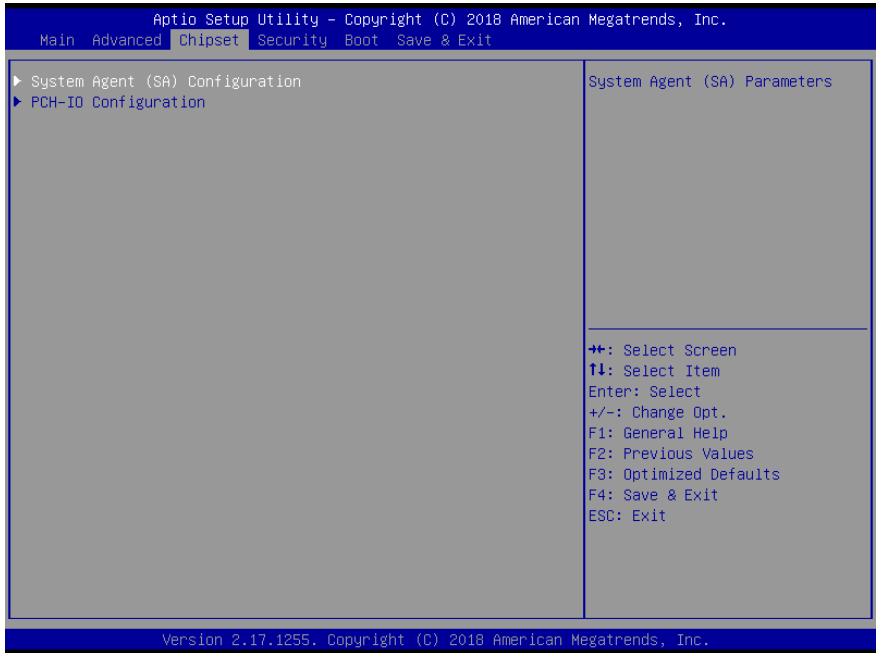 Aptio Setup Utility – Copyright (C) 2018 American Megatrends, Inc.
Main Advanced Chipset Security Boot Save & Exit
System Agent (SA) Configuration
PCH-IO Configuration
System Agent (SA) Parameters
→←: Select Screen
↑↓: Select Item
Enter: Select
+/-: Change Opt.
F1: General Help
F2: Previous Values
F3: Optimized Defaults
F4: Save & Exit
ESC: Exit
Version 2.17.1255. Copyright (C) 2018 American Megatrends, Inc.